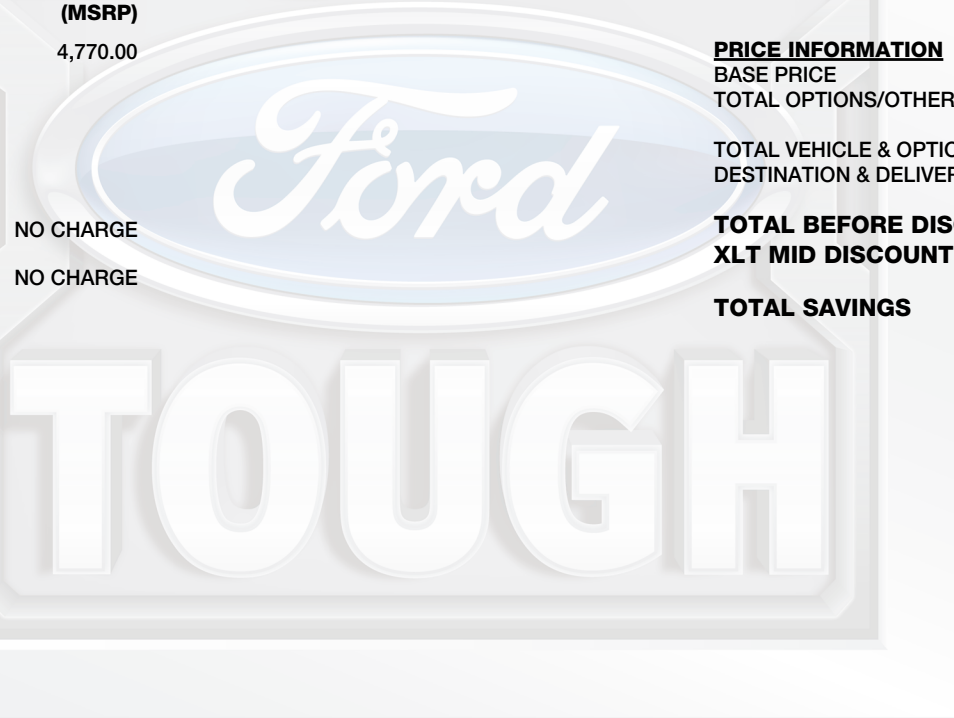 (MSRP)
4,770.00
NO CHARGE
NO CHARGE
PRICE INFORMATION
BASE PRICE
TOTAL OPTIONS/OTHER
TOTAL VEHICLE & OPTIO
DESTINATION & DELIVER
TOTAL BEFORE DISC
XLT MID DISCOUNT
TOTAL SAVINGS
Ford
TOUGH